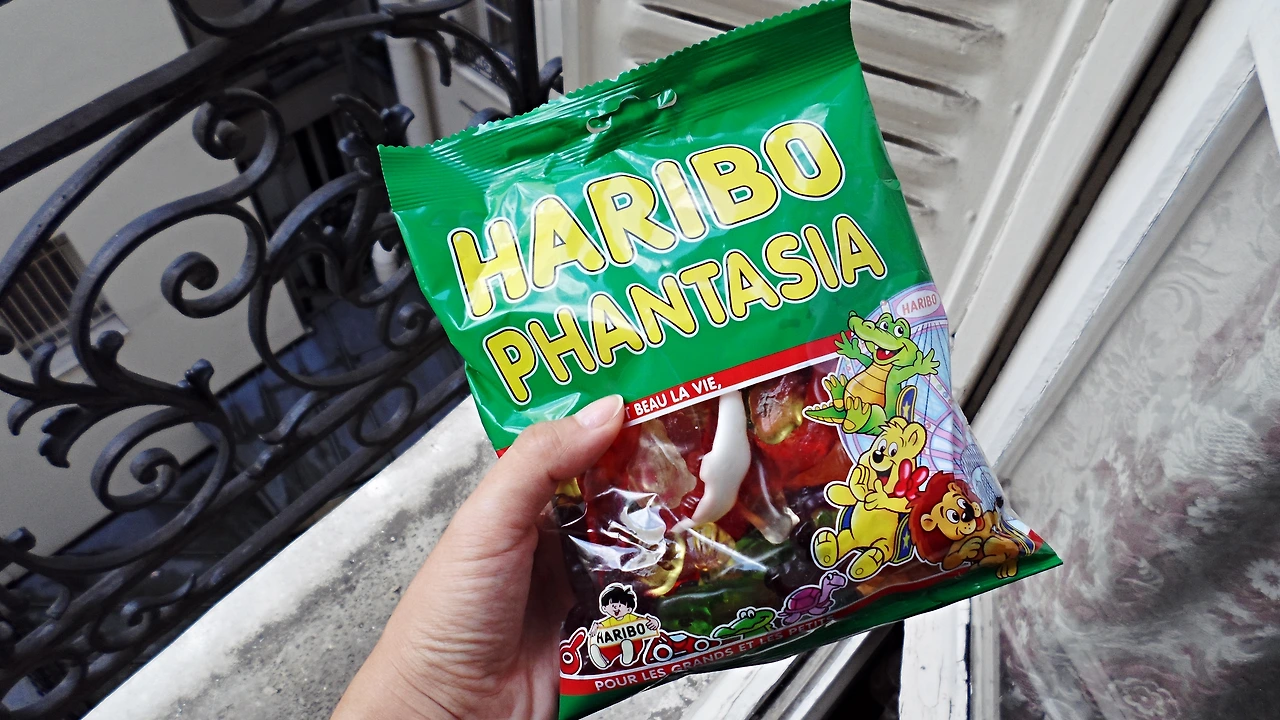 HARIBO
PHANTASIA
HARIBO
BEAU LA VIE,
HARIBO
POUR LES GRANDS ET LES PETITS